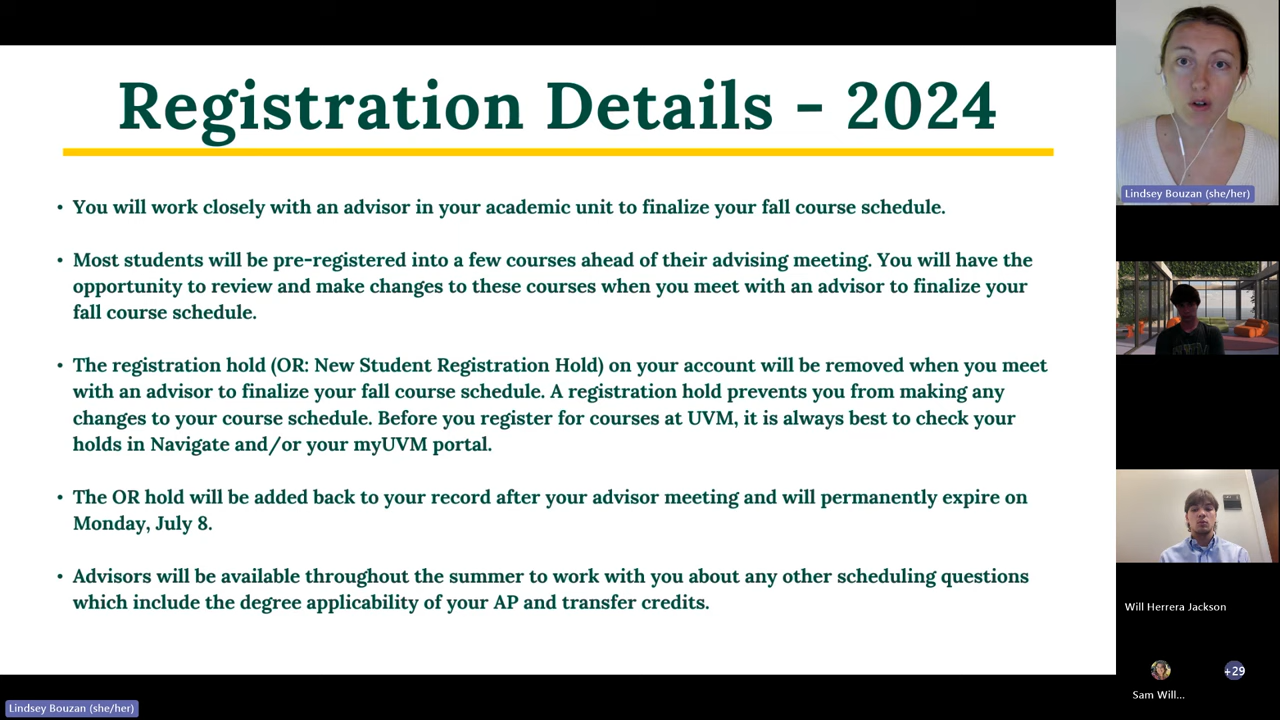 Registration Details - 2024
• You will work closely with an advisor in your academic unit to finalize your fall course schedule.
• Most students will be pre-registered into a few courses ahead of their advising meeting. You will have the
opportunity to review and make changes to these courses when you meet with an advisor to finalize your
fall course schedule.
• The registration hold (OR: New Student Registration Hold) on your account will be removed when you meet
with an advisor to finalize your fall course schedule. A registration hold prevents you from making any
changes to your course schedule. Before you register for courses at UVM, it is always best to check your
holds in Navigate and/or your myUVM portal.
• The OR hold will be added back to your record after your advisor meeting and will permanently expire on
Monday, July 8.
• Advisors will be available throughout the summer to work with you about any other scheduling questions
which include the degree applicability of your AP and transfer credits.
Lindsey Bouzan (she/her)
Will Herrera Jackson
+29
Sam Will...
Lindsey Bouzan (she/her)